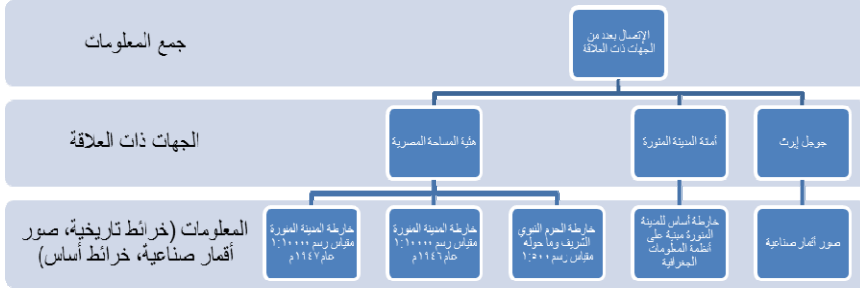 جمع المعلومات
الإتصال بعدد من
الجهات ذات العلاقة
الجهات ذات العلاقة
هئية المساحة المصرية
أمانة المدينة المنورة
جوجل إيرث
المعلومات (خرائط تاريخية، صور
أقمار صناعية، خرائط أساس)
خارطة المدينة المنورة
مقياس رسم ١:١٠٠٠٠
عام ١٩٤٧م
خارطة المدينة المنورة
مقياس رسم ١:١٠٠٠٠
عام ١٩٤٦م
خارطة الحرم النبوي
الشريف وما حوله
مقياس رسم ١:٥٠٠
خارطة أساس للمدينة
المنورة مبنية على
أنظمة المعلومات
الجغرافية
صور أقمار صناعية